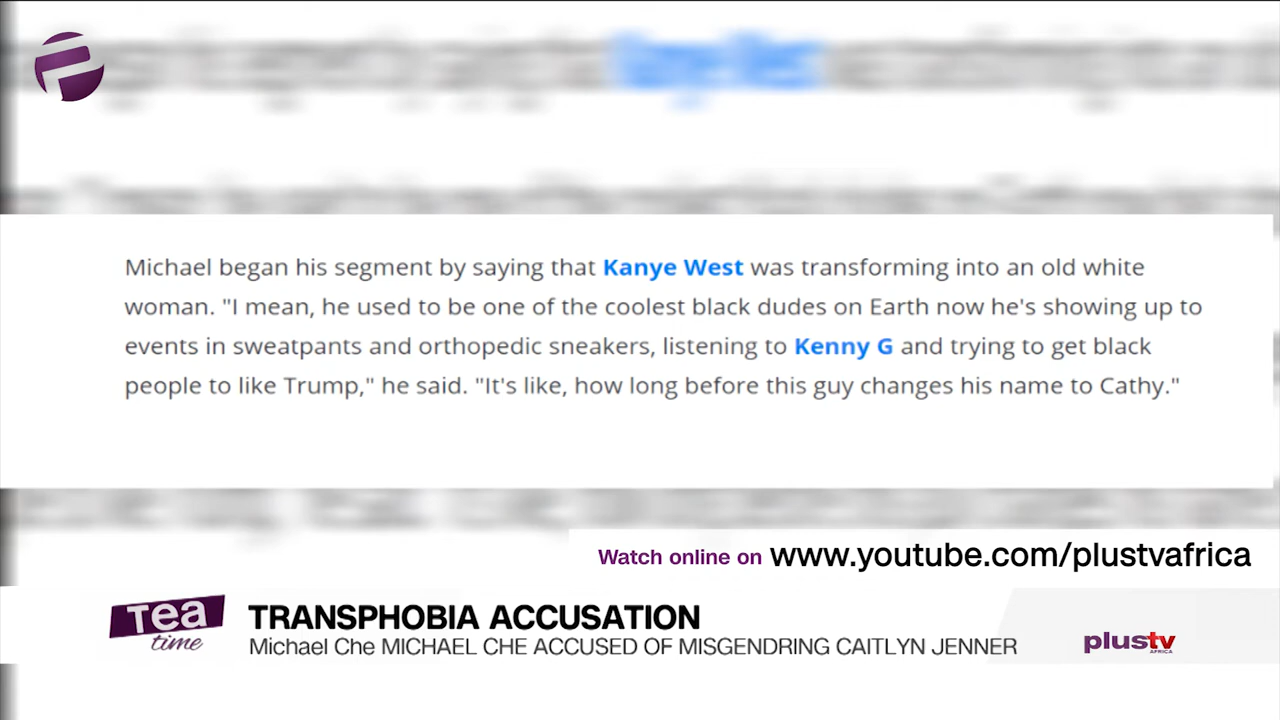 Michael began his segment by saying that Kanye West was transforming into an old white
woman. "I mean, he used to be one of the coolest black dudes on Earth now he's showing up to
events in sweatpants and orthopedic sneakers, listening to Kenny G and trying to get black
people to like Trump," he said. "It's like, how long before this guy changes his name to Cathy."
Watch online on www.youtube.com/plustvafrica
Tea
time
TRANSPHOBIA ACCUSATION
Michael Che MICHAEL CHE ACCUSED OF MISGENDRING CAITLYN JENNER
plustv
AFRICA